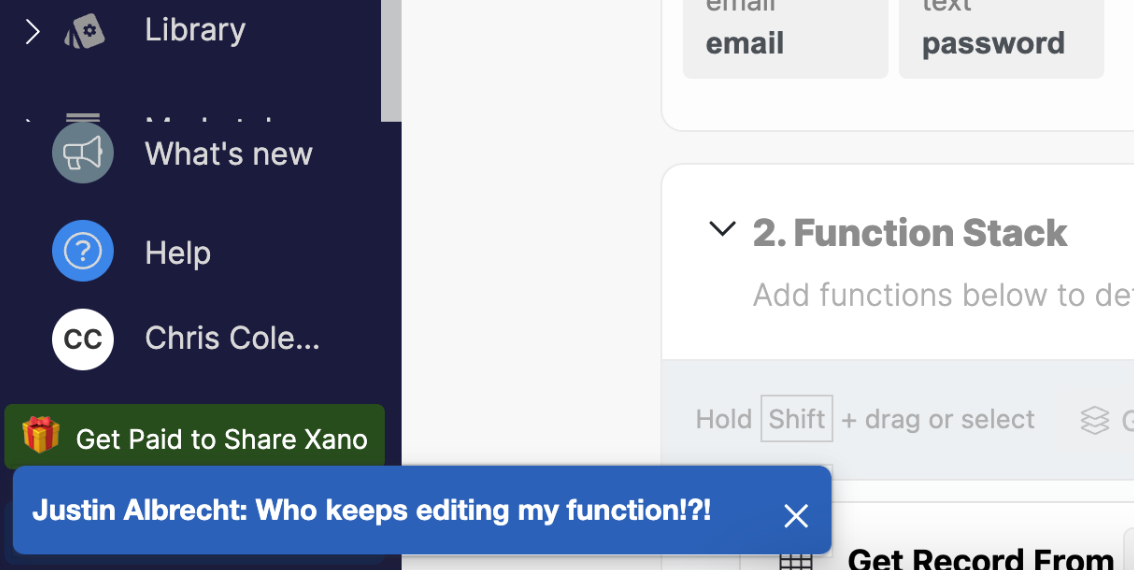 Library
What's new
Help
CC
Chris Cole...
Get Paid to Share Xano
Justin Albrecht: Who keeps editing my function!?!
email
email
text
password
2. Function Stack
Add functions below to de
Hold Shift + drag or select
Get Record From